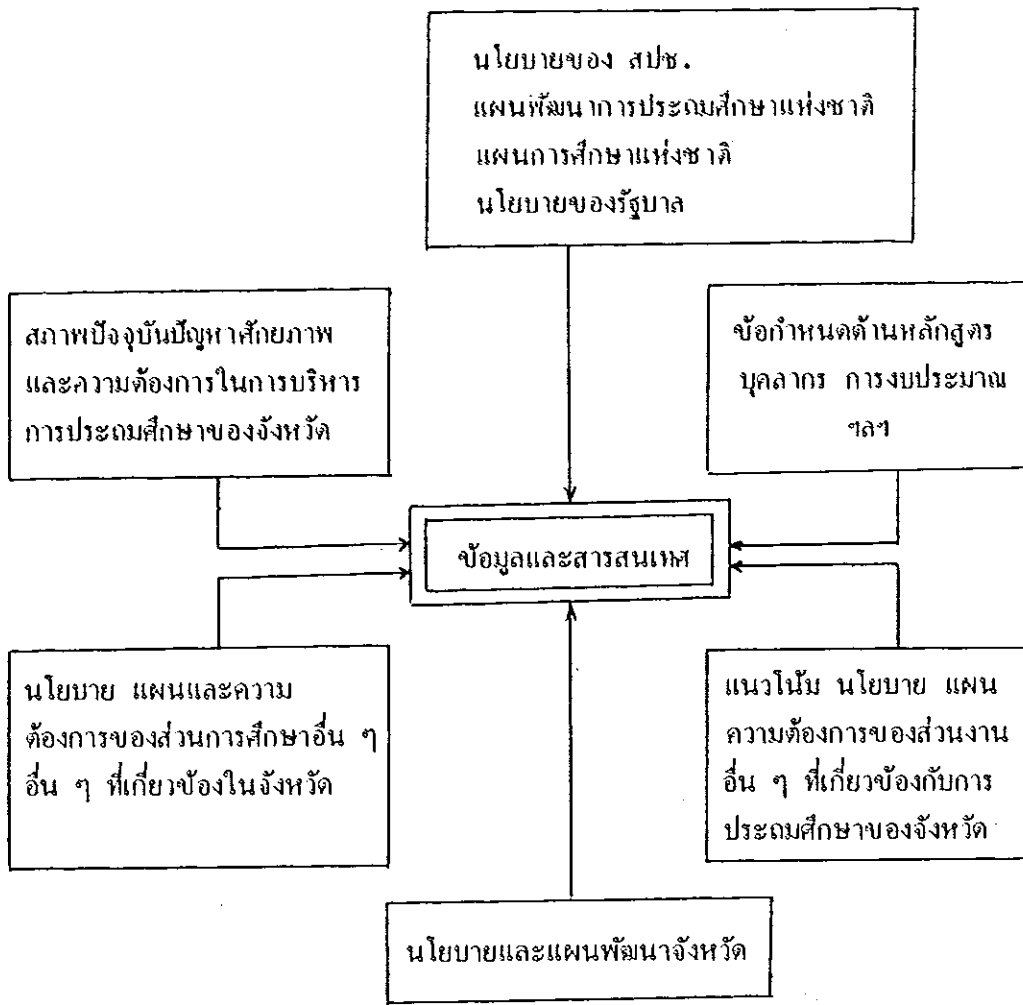 นโยบายของ สปช.
แผนพัฒนาการประถมศึกษาแห่งชาติ
แผนการศึกษาแห่งชาติ
นโยบายของรัฐบาล
สภาพปัจจุบันปัญหาศักยภาพ
และความต้องการในการบริหาร
การประถมศึกษาของจังหวัด
ข้อกำหนดด้านหลักสูตร
บุคลากร การงบประมาณ
ฯลฯ
ข้อมูลและสารสนเทศ
นโยบาย แผนและความ
ต้องการของส่วนการศึกษาอื่น ๆ
อื่น ๆ ที่เกี่ยวข้องในจังหวัด
แนวโน้ม นโยบาย แผน
ความต้องการของส่วนงาน
อื่น ๆ ที่เกี่ยวข้องกับการ
ประถมศึกษาของจังหวัด
นโยบายและแผนพัฒนาจังหวัด